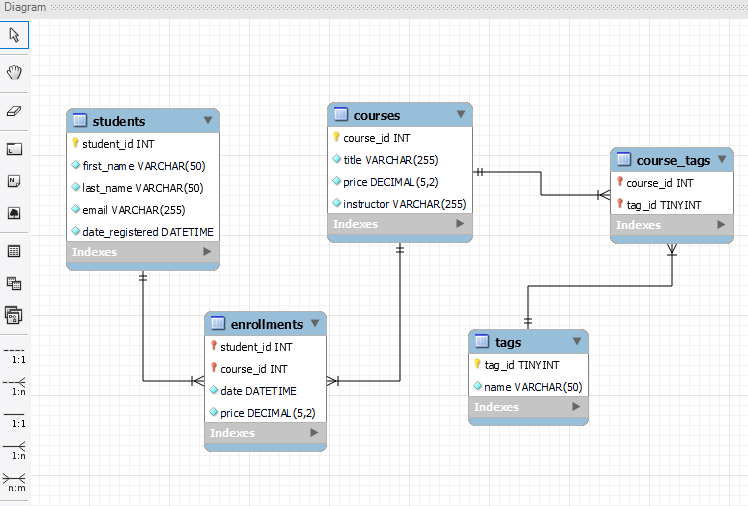 Diagram
students
student_id INT
first_name VARCHAR(50)
last_name VARCHAR(50)
email VARCHAR(255)
date_registered DATETIME
Indexes
courses
course_id INT
title VARCHAR(255)
price DECIMAL(5,2)
instructor VARCHAR(255)
Indexes
course_tags
course_id INT
tag_id TINYINT
Indexes
enrollments
student_id INT
course_id INT
date DATETIME
price DECIMAL(5,2)
Indexes
tags
tag_id TINYINT
name VARCHAR(50)
Indexes
1:1
1:n
1:1
1:n
n:m